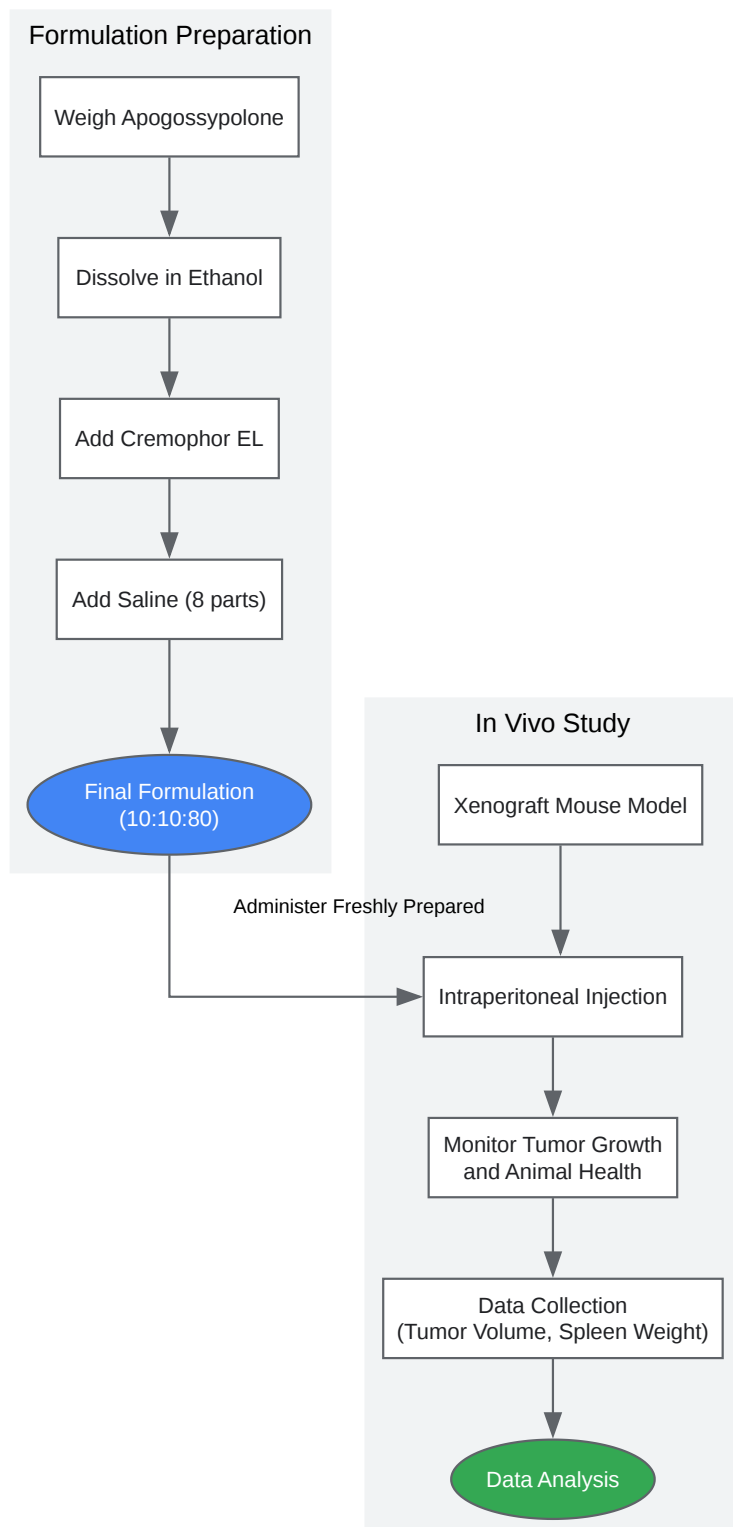 Formulation Preparation
Weigh Apogossypolone
Dissolve in Ethanol
Add Cremophor EL
Add Saline (8 parts)
Final Formulation
(10:10:80)
Administer Freshly Prepared
In Vivo Study
Xenograft Mouse Model
Intraperitoneal Injection
Monitor Tumor Growth
and Animal Health
Data Collection
(Tumor Volume, Spleen Weight)
Data Analysis